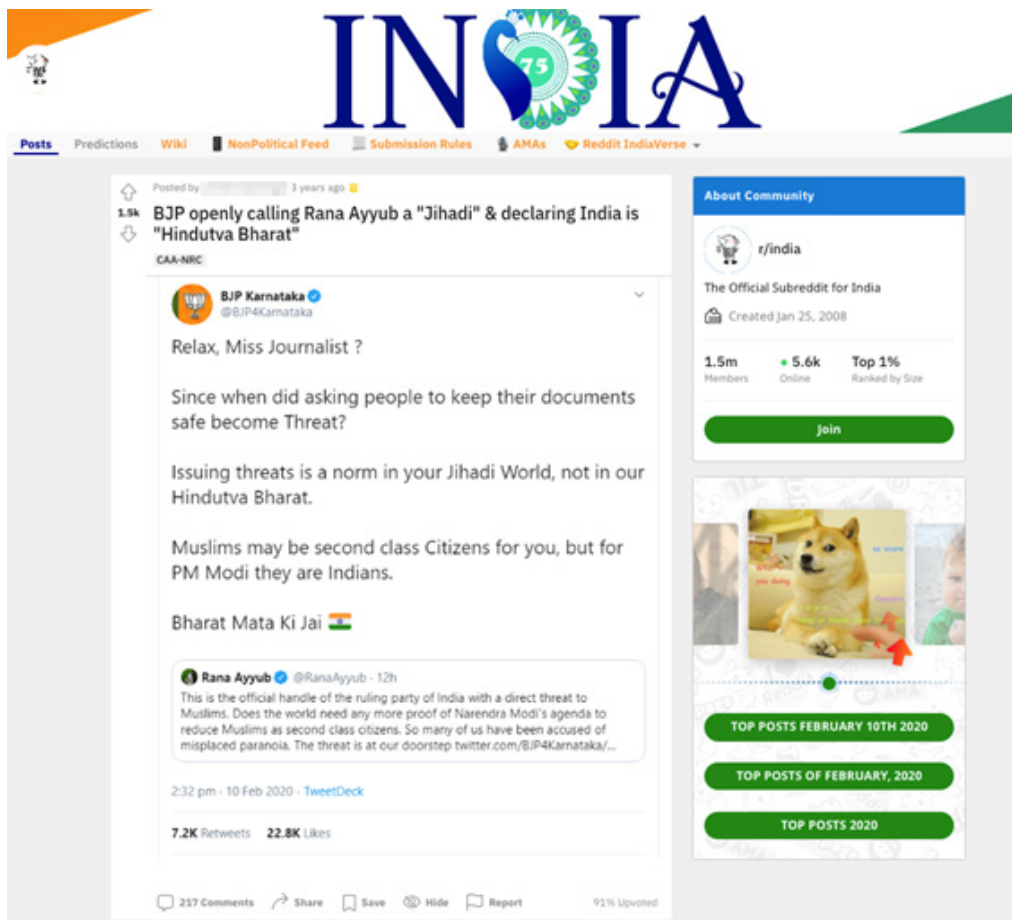 INDIA
75
Posts Predictions Wiki NonPolitical Feed Submission Rules AMAs Reddit IndiaVerse
Posted by 3 years ago
1.5k
BJP openly calling Rana Ayyub a "Jihadi" & declaring India is
"Hindutva Bharat"
CAA-NRC
BJP Karnataka
@BJP4Karnataka
Relax, Miss Journalist ?
Since when did asking people to keep their documents
safe become Threat?
Issuing threats is a norm in your Jihadi World, not in our
Hindutva Bharat.
Muslims may be second class Citizens for you, but for
PM Modi they are Indians.
Bharat Mata Ki Jai
Rana Ayyub @RanaAyyub · 12h
This is the official handle of the ruling party of India with a direct threat to
Muslims. Does the world need any more proof of Narendra Modi's agenda to
reduce Muslims as second class citizens. So many of us have been accused of
misplaced paranoia. The threat is at our doorstep twitter.com/BJP4Karnataka/...
2:32 pm · 10 Feb 2020 · TweetDeck
7.2K Retweets 22.8K Likes
217 Comments Share Save Hide Report 91% Upvoted
About Community
r/india
The Official Subreddit for India
Created Jan 25, 2008
1.5m 5.6k Top 1%
Members Online Ranked by Size
Join
you doing
TOP POSTS FEBRUARY 10TH 2020
TOP POSTS OF FEBRUARY, 2020
TOP POSTS 2020